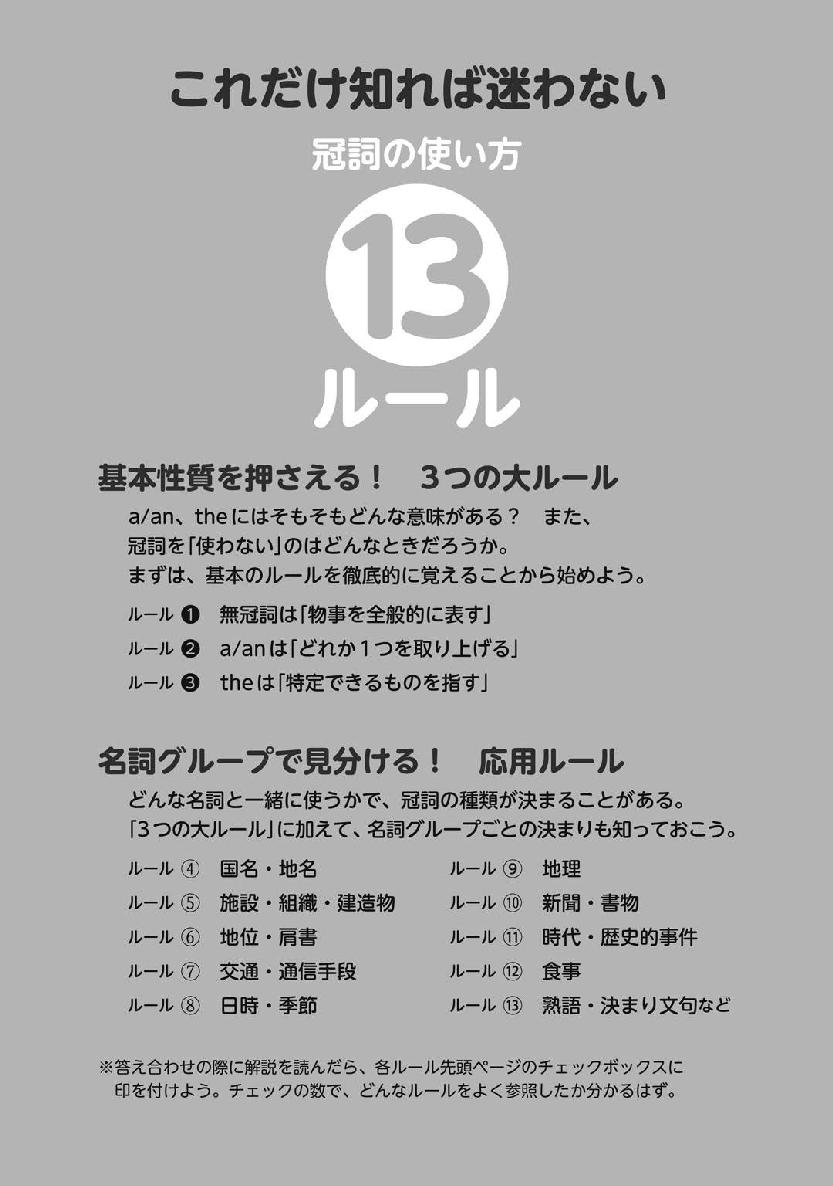 これだけ知れば迷わない
冠詞の使い方
13
ルール
基本性質を押さえる！　３つの大ルール
a/an、theにはそもそもどんな意味がある？　また、
冠詞を「使わない」のはどんなときだろうか。
まずは、基本のルールを徹底的に覚えることから始めよう。
ルール ❶　無冠詞は「物事を全般的に表す」
ルール ❷　a/anは「どれか１つを取り上げる」
ルール ❸　theは「特定できるものを指す」
名詞グループで見分ける！　応用ルール
どんな名詞と一緒に使うかで、冠詞の種類が決まることがある。
「３つの大ルール」に加えて、名詞グループごとの決まりも知っておこう。
ルール ④　国名・地名
ルール ⑤　施設・組織・建造物
ルール ⑥　地位・肩書
ルール ⑦　交通・通信手段
ルール ⑧　日時・季節
ルール ⑨　地理
ルール ⑩　新聞・書物
ルール ⑪　時代・歴史的事件
ルール ⑫　食事
ルール ⑬　熟語・決まり文句など
※答え合わせの際に解説を読んだら、各ルール先頭ページのチェックボックスに
印を付けよう。チェックの数で、どんなルールをよく参照したか分かるはず。